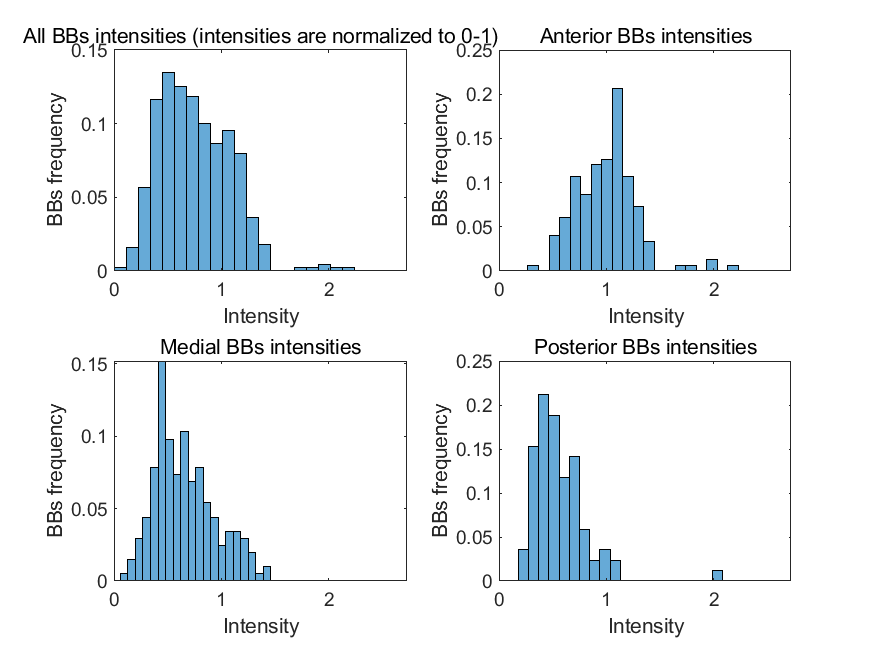 All BBs intensities (intensities are normalized to 0-1)
0.15
0.1
0.05
0
BBs frequency
0 1 2
Intensity
Anterior BBs intensities
0.25
0.2
0.15
0.1
0.05
0
BBs frequency
0 1 2
Intensity
Medial BBs intensities
0.15
0.1
0.05
0
BBs frequency
0 1 2
Intensity
Posterior BBs intensities
0.25
0.2
0.15
0.1
0.05
0
BBs frequency
0 1 2
Intensity